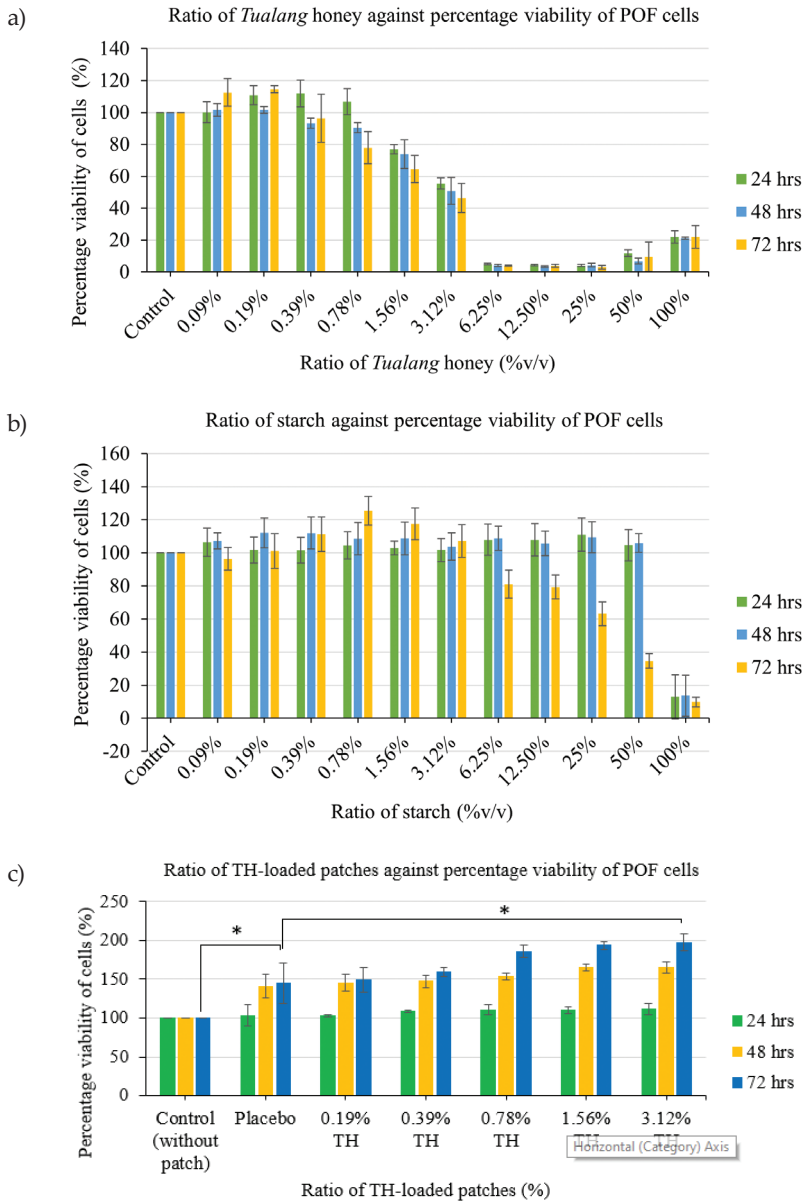 a)
Ratio of Tualang honey against percentage viability of POF cells
Percentage viability of cells (%)
140
120
100
80
60
40
20
0
Control
0.09%
0.19%
0.39%
0.78%
1.56%
3.12%
6.25%
12.50%
25%
50%
100%
Ratio of Tualang honey (%v/v)
24 hrs
48 hrs
72 hrs
b)
Ratio of starch against percentage viability of POF cells
Percentage viability of cells (%)
160
140
120
100
80
60
40
20
0
-20
Control
0.09%
0.19%
0.39%
0.78%
1.56%
3.12%
6.25%
12.50%
25%
50%
100%
Ratio of starch (%v/v)
24 hrs
48 hrs
72 hrs
c)
Ratio of TH-loaded patches against percentage viability of POF cells
Percentage viability of cells (%)
250
200
150
100
50
0
*
*
Control
(without
patch)
Placebo
0.19%
TH
0.39%
TH
0.78%
TH
1.56%
TH
3.12%
TH
Horizontal (Category) Axis
Ratio of TH-loaded patches (%)
24 hrs
48 hrs
72 hrs